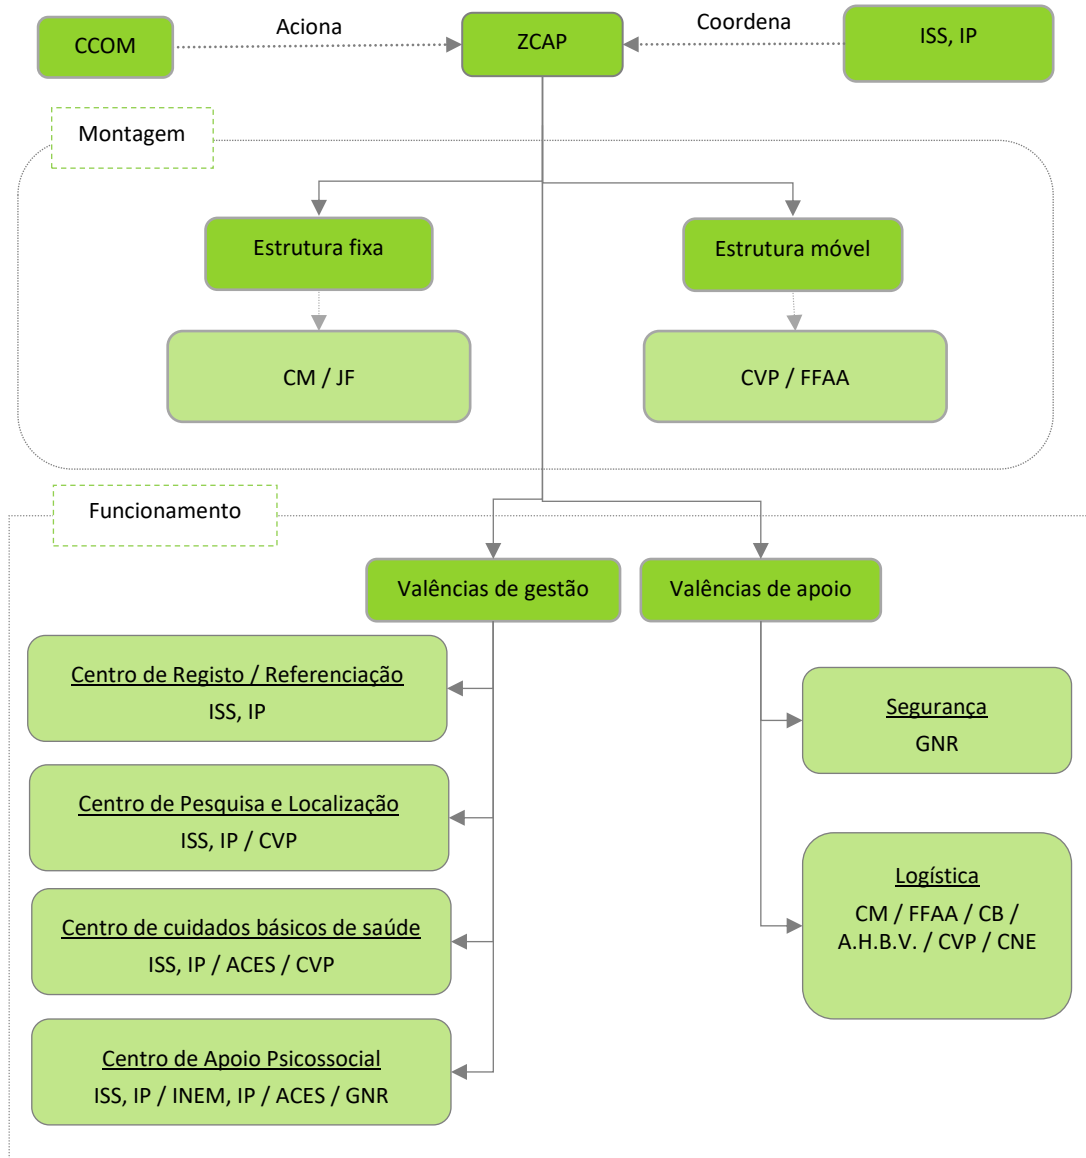 CCOM
Aciona
ZCAP
Coordena
ISS, IP
Montagem
Estrutura fixa
Estrutura móvel
CM / JF
CVP / FFAA
Funcionamento
Valências de gestão
Valências de apoio
Centro de Registo / Referenciação
ISS, IP
Centro de Pesquisa e Localização
ISS, IP / CVP
Centro de cuidados básicos de saúde
ISS, IP / ACES / CVP
Centro de Apoio Psicossocial
ISS, IP / INEM, IP / ACES / GNR
Segurança
GNR
Logística
CM / FFAA / CB /
A.H.B.V. / CVP / CNE